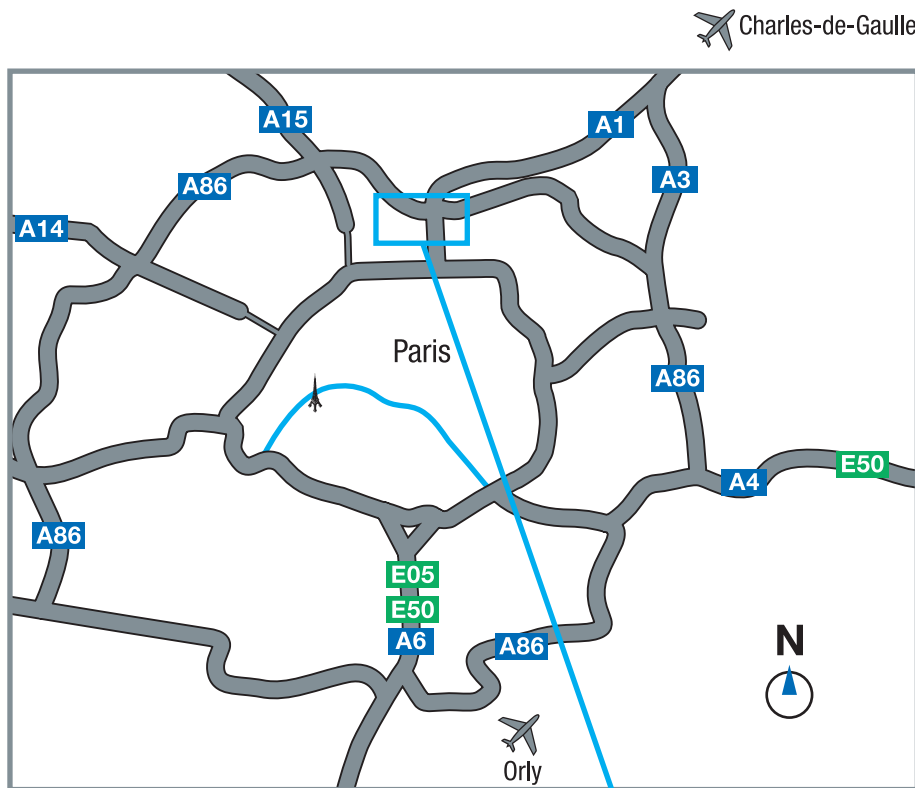 Charles-de-Gaulle
A15
A1
A86
A3
A14
Paris
A86
A4
E50
A86
E05
E50
A6
A86
N
Orly